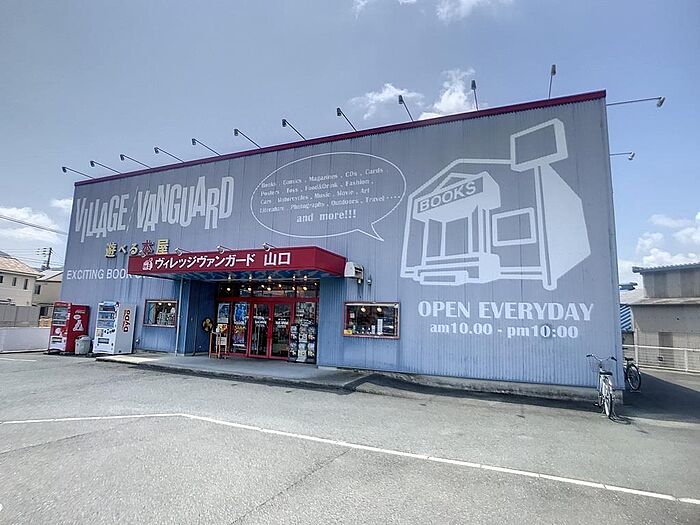 VILLAGE/VANGUARD
遊べる本屋
EXCITING BOOK
Books . Comics . Magazines . CDs . Cards .
Posters . Toys . Food&Drink . Fashion .
Cars . Motorcycles . Music . Movie . Art
Literature . Photographs . Outdoors . Travel ....
and more!!!
BOOKS
ヴィレッジヴァンガード 山口
OPEN EVERYDAY
am10.00 - pm10:00